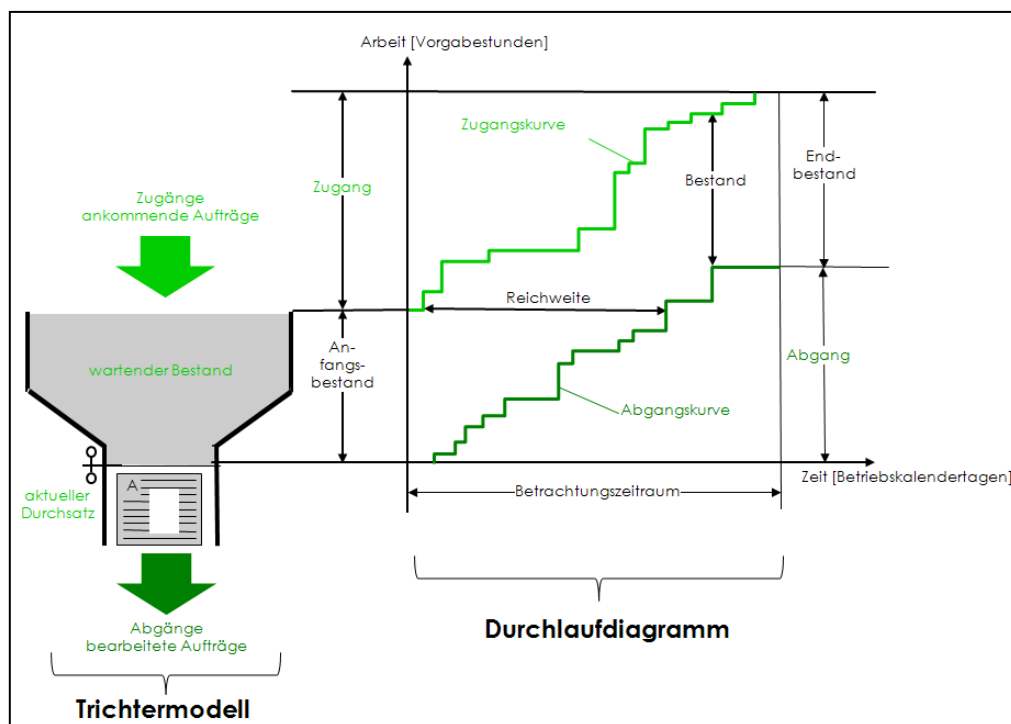 Arbeit [Vorgabestunden]
Zugangskurve
Zugang
End-
bestand
Bestand
Zugänge
ankommende Aufträge
Reichweite
An-
fangs-
bestand
wartender Bestand
Abgang
Abgangskurve
A
aktueller
Durchsatz
Zeit [Betriebskalendertagen]
Betrachtungszeitraum
Abgänge
bearbeitete Aufträge
Durchlaufdiagramm
Trichtermodell